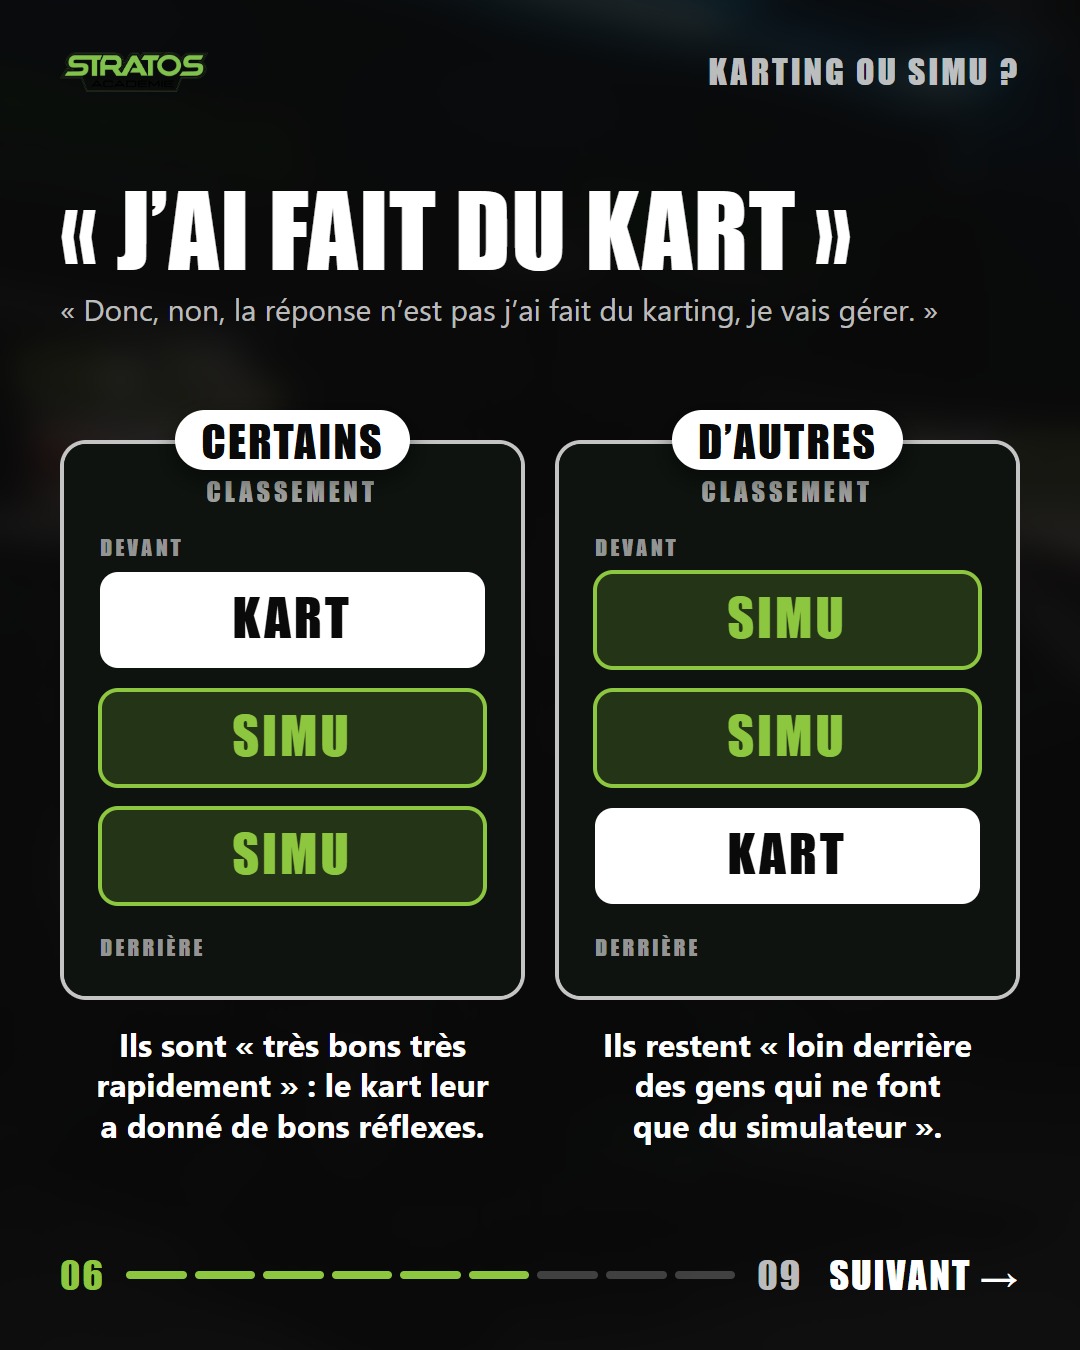 STRATOS
ACADEMIE
KARTING OU SIMU ?
« J’AI FAIT DU KART »
« Donc, non, la réponse n’est pas j’ai fait du karting, je vais gérer. »
CERTAINS
CLASSEMENT
DEVANT
KART
SIMU
SIMU
DERRIÈRE
Ils sont « très bons très
rapidement » : le kart leur
a donné de bons réflexes.
D’AUTRES
CLASSEMENT
DEVANT
SIMU
SIMU
KART
DERRIÈRE
Ils restent « loin derrière
des gens qui ne font
que du simulateur ».
06
09
SUIVANT →